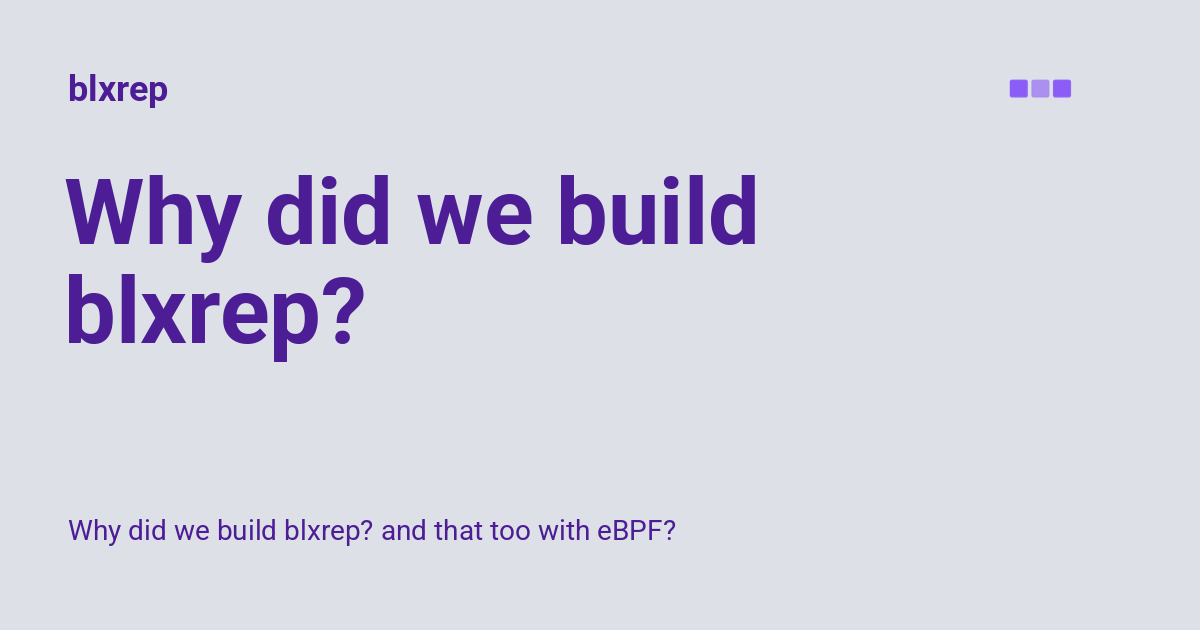 blxrep
Why did we build
blxrep?
Why did we build blxrep? and that too with eBPF?